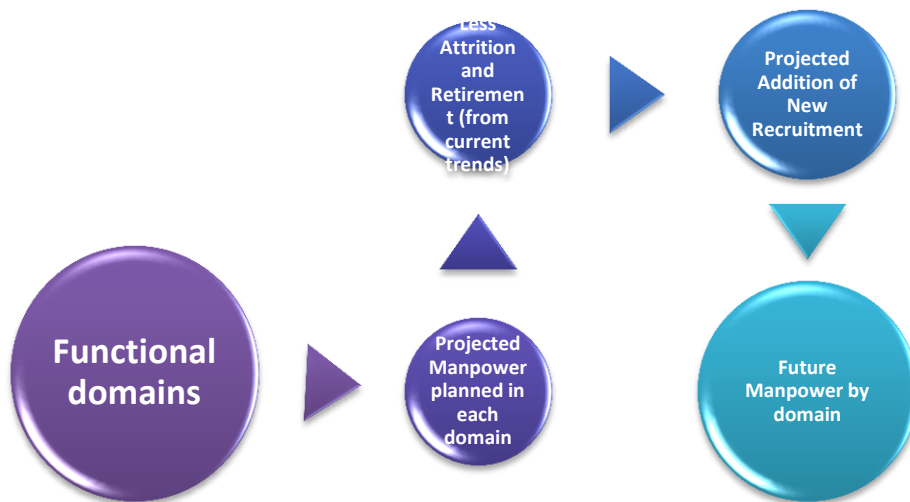 Functional
domains
Projected
Manpower
planned in
each
domain
Less
Attrition
and
Retiremen
t (from
current
trends)
Projected
Addition of
New
Recruitment
Future
Manpower by
domain